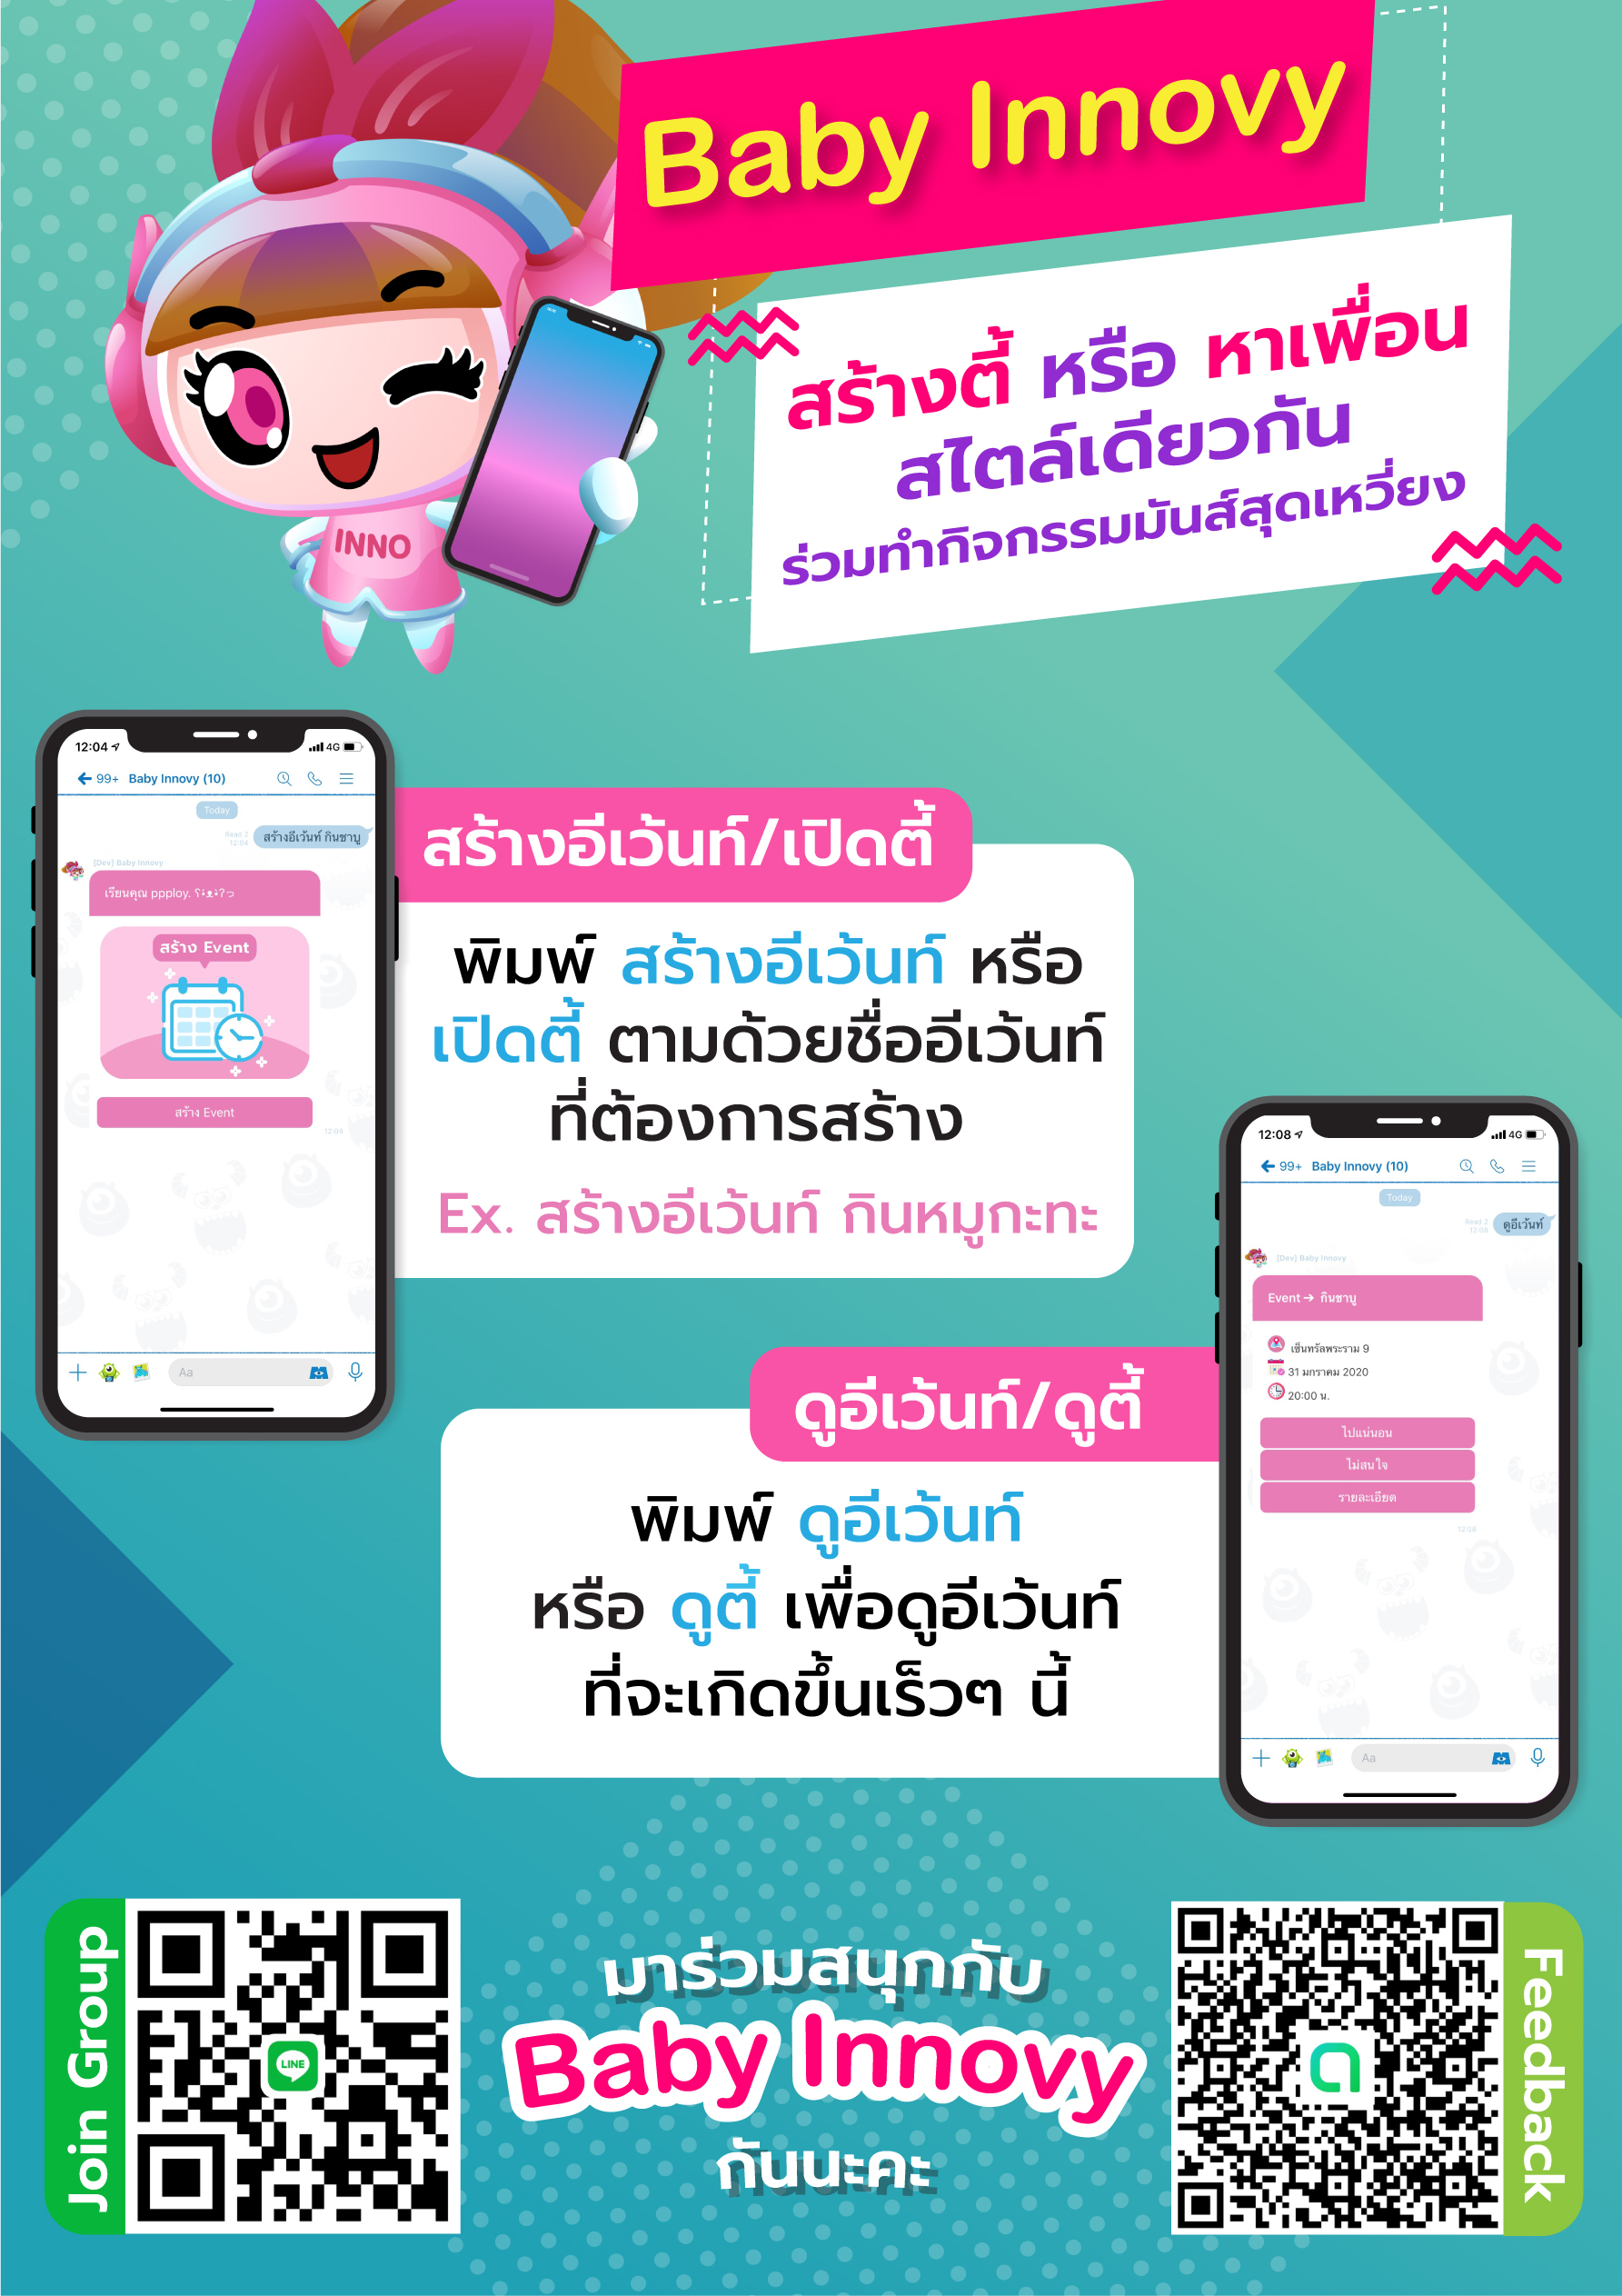 Baby Innovy
สร้างตี้ หรือ หาเพื่อน
สไตล์เดียวกัน
ร่วมทำกิจกรรมมันส์สุดเหวี่ยง
INNO
12:04
4G
99+ Baby Innovy (10)
Today
Read 2
12:04
สร้างอีเว้นท์ กินชาบู
[Dev] Baby Innovy
เรียนคุณ ppploy.
สร้าง Event
สร้าง Event
12:04
Aa
สร้างอีเว้นท์/เปิดตี้
พิมพ์ สร้างอีเว้นท์ หรือ
เปิดตี้ ตามด้วยชื่ออีเว้นท์
ที่ต้องการสร้าง
Ex. สร้างอีเว้นท์ กินหมูกะทะ
12:08
4G
99+ Baby Innovy (10)
Today
Read 2
12:08
ดูอีเว้นท์
[Dev] Baby Innovy
Event → กินชาบู
เซ็นทรัลพระราม 9
31 มกราคม 2020
20:00 น.
ไปแน่นอน
ไม่สนใจ
รายละเอียด
12:08
Aa
ดูอีเว้นท์/ดูตี้
พิมพ์ ดูอีเว้นท์
หรือ ดูตี้ เพื่อดูอีเว้นท์
ที่จะเกิดขึ้นเร็วๆ นี้
Join Group
LINE
มาร่วมสนุกกับ
Baby Innovy
กันนะคะ
Feedback